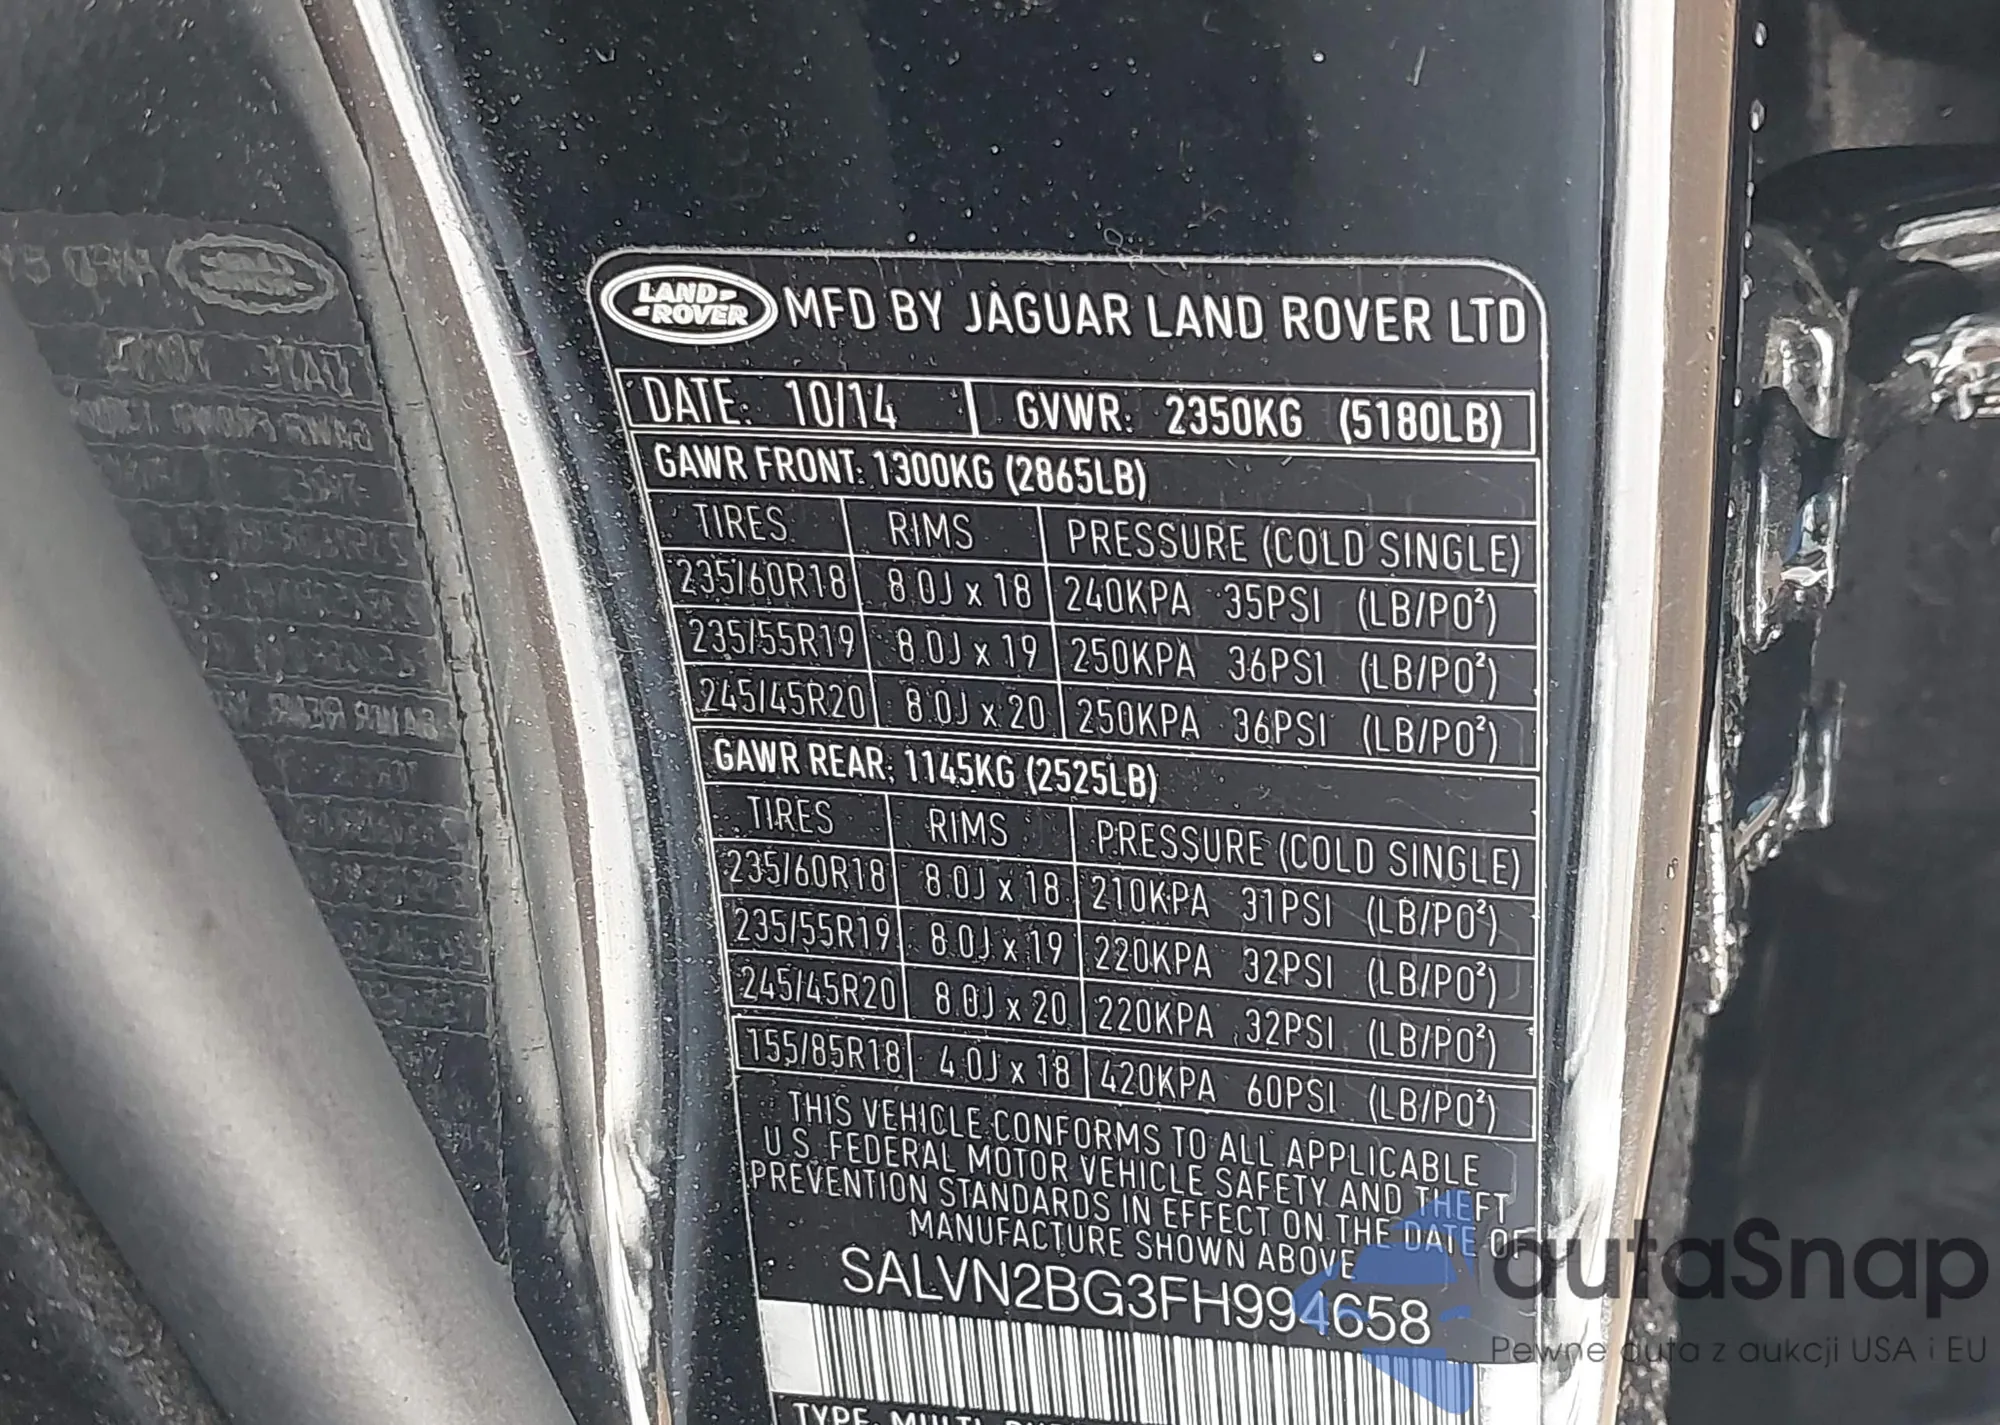 LAND-
-ROVER
MFD BY JAGUAR LAND ROVER LTD
DATE: 10/14 GVWR: 2350KG (5180LB)
GAWR FRONT: 1300KG (2865LB)
TIRES RIMS PRESSURE (COLD SINGLE)
235/60R18 8.0J x 18 240KPA 35PSI (LB/PO²)
235/55R19 8.0J x 19 250KPA 36PSI (LB/PO²)
245/45R20 8.0J x 20 250KPA 36PSI (LB/PO²)
GAWR REAR: 1145KG (2525LB)
TIRES RIMS PRESSURE (COLD SINGLE)
235/60R18 8.0J x 18 210KPA 31PSI (LB/PO²)
235/55R19 8.0J x 19 220KPA 32PSI (LB/PO²)
245/45R20 8.0J x 20 220KPA 32PSI (LB/PO²)
T55/85R18 4.0J x 18 420KPA 60PSI (LB/PO²)
THIS VEHICLE CONFORMS TO ALL APPLICABLE
U.S. FEDERAL MOTOR VEHICLE SAFETY AND THEFT
PREVENTION STANDARDS IN EFFECT ON THE DATE OF
MANUFACTURE SHOWN ABOVE
SALVN2BG3FH994658
TYPE MULTI
autaSnap
Pewne auta z aukcji USA i EU